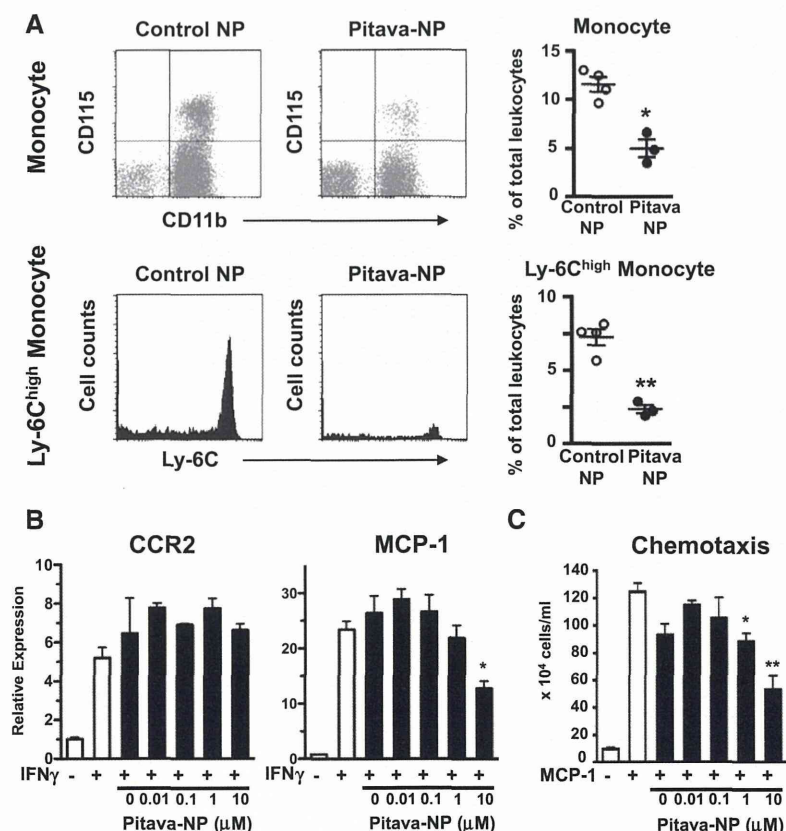 A
Control NP
Pitava-NP
Monocyte
Monocyte
CD115
CD115
CD11b
% of total leukocytes
15
10
5
0
*
Control NP
Pitava NP
Ly-6Chigh Monocyte
Control NP
Pitava-NP
Cell counts
Cell counts
Ly-6C
Ly-6Chigh Monocyte
% of total leukocytes
10
5
0
**
Control NP
Pitava NP
B
CCR2
Relative Expression
8
6
4
2
0
IFNγ - + + + + + +
0 0.01 0.1 1 10
Pitava-NP (μM)
MCP-1
30
20
10
0
*
IFNγ - + + + + + +
0 0.01 0.1 1 10
Pitava-NP (μM)
C
Chemotaxis
x 10⁴ cells/ml
140
120
100
80
60
40
20
0
*
**
MCP-1 - + + + + + +
0 0.01 0.1 1 10
Pitava-NP (μM)